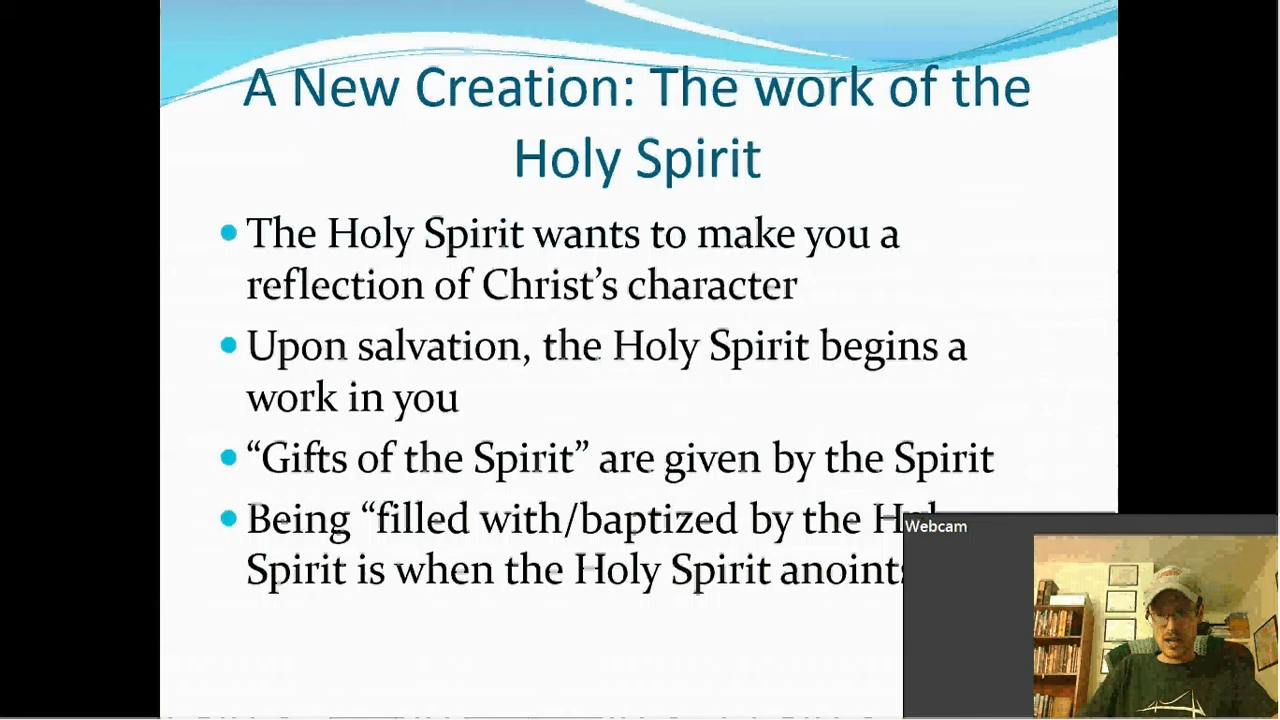 A New Creation: The work of the
Holy Spirit
The Holy Spirit wants to make you a
reflection of Christ’s character
Upon salvation, the Holy Spirit begins a
work in you
“Gifts of the Spirit” are given by the Spirit
Being “filled with/baptized by the
Spirit is when the Holy Spirit anoints
Webcam